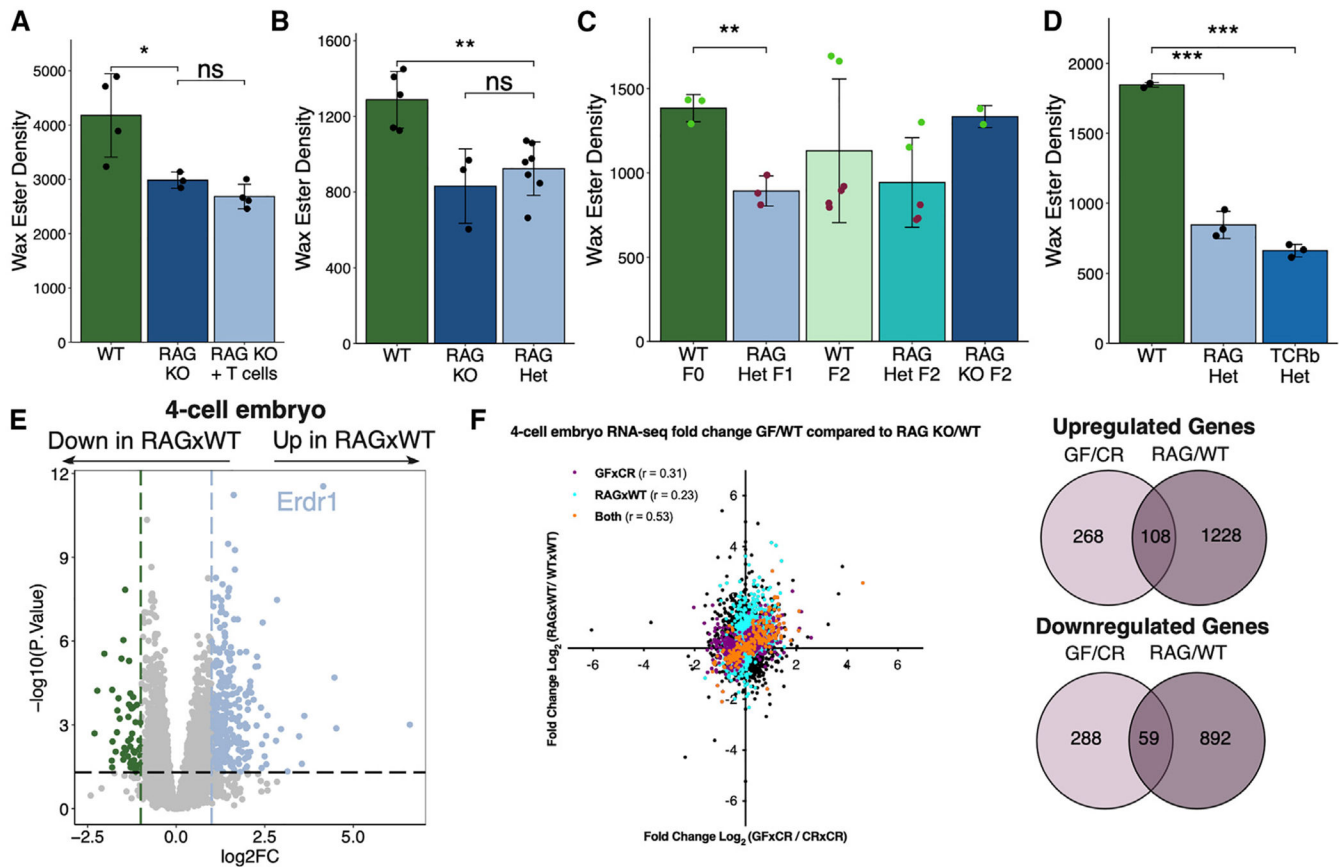 A
Wax Ester Density
5000
4000
3000
2000
1000
0
*
ns
WT
RAG
KO
RAG KO
+ T cells
B
Wax Ester Density
1600
1200
800
400
0
**
ns
WT
RAG
KO
RAG
Het
C
Wax Ester Density
1500
1000
500
0
**
WT
F0
RAG
Het F1
WT
F2
RAG
Het F2
RAG
KO F2
D
Wax Ester Density
2000
1500
1000
500
0
***
***
WT
RAG
Het
TCRb
Het
E
4-cell embryo
Down in RAGxWT
Up in RAGxWT
Erdr1
−log10(P. Value)
12
9
6
3
0
−2.5
0.0
2.5
5.0
log2FC
F
4-cell embryo RNA-seq fold change GF/WT compared to RAG KO/WT
GFxCR (r = 0.31)
RAGxWT (r = 0.23)
Both (r = 0.53)
Fold Change Log2 (RAGxWT/ WTxWT)
6
4
2
-2
-4
-6
-6
-4
-2
2
4
6
Fold Change Log2 (GFxCR / CRxCR)
Upregulated Genes
GF/CR
RAG/WT
268
108
1228
Downregulated Genes
GF/CR
RAG/WT
288
59
892